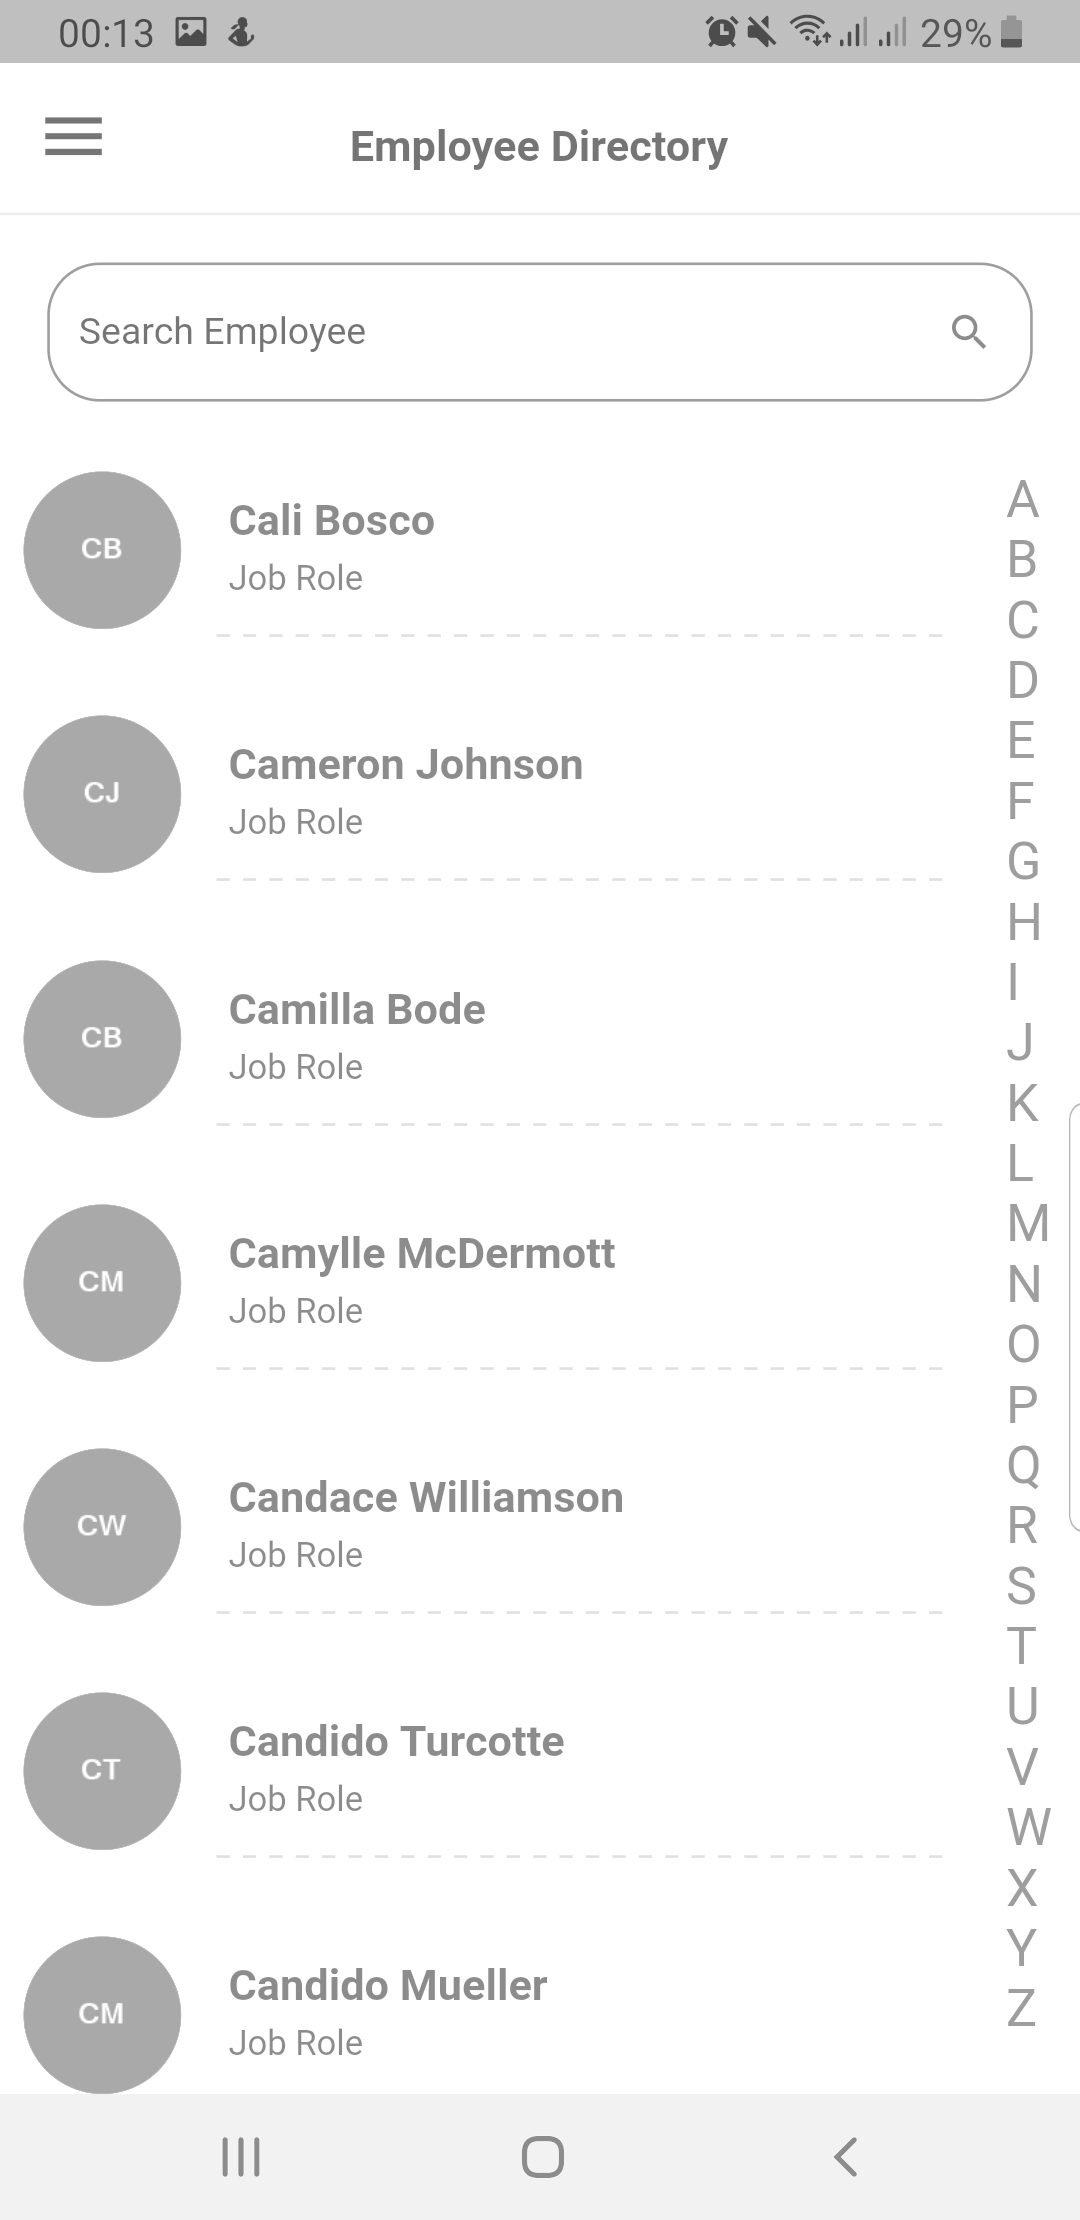 00:13
29%
Employee Directory
Search Employee
CB
Cali Bosco
Job Role
CJ
Cameron Johnson
Job Role
CB
Camilla Bode
Job Role
CM
Camylle McDermott
Job Role
CW
Candace Williamson
Job Role
CT
Candido Turcotte
Job Role
CM
Candido Mueller
Job Role
A
B
C
D
E
F
G
H
I
J
K
L
M
N
O
P
Q
R
S
T
U
V
W
X
Y
Z